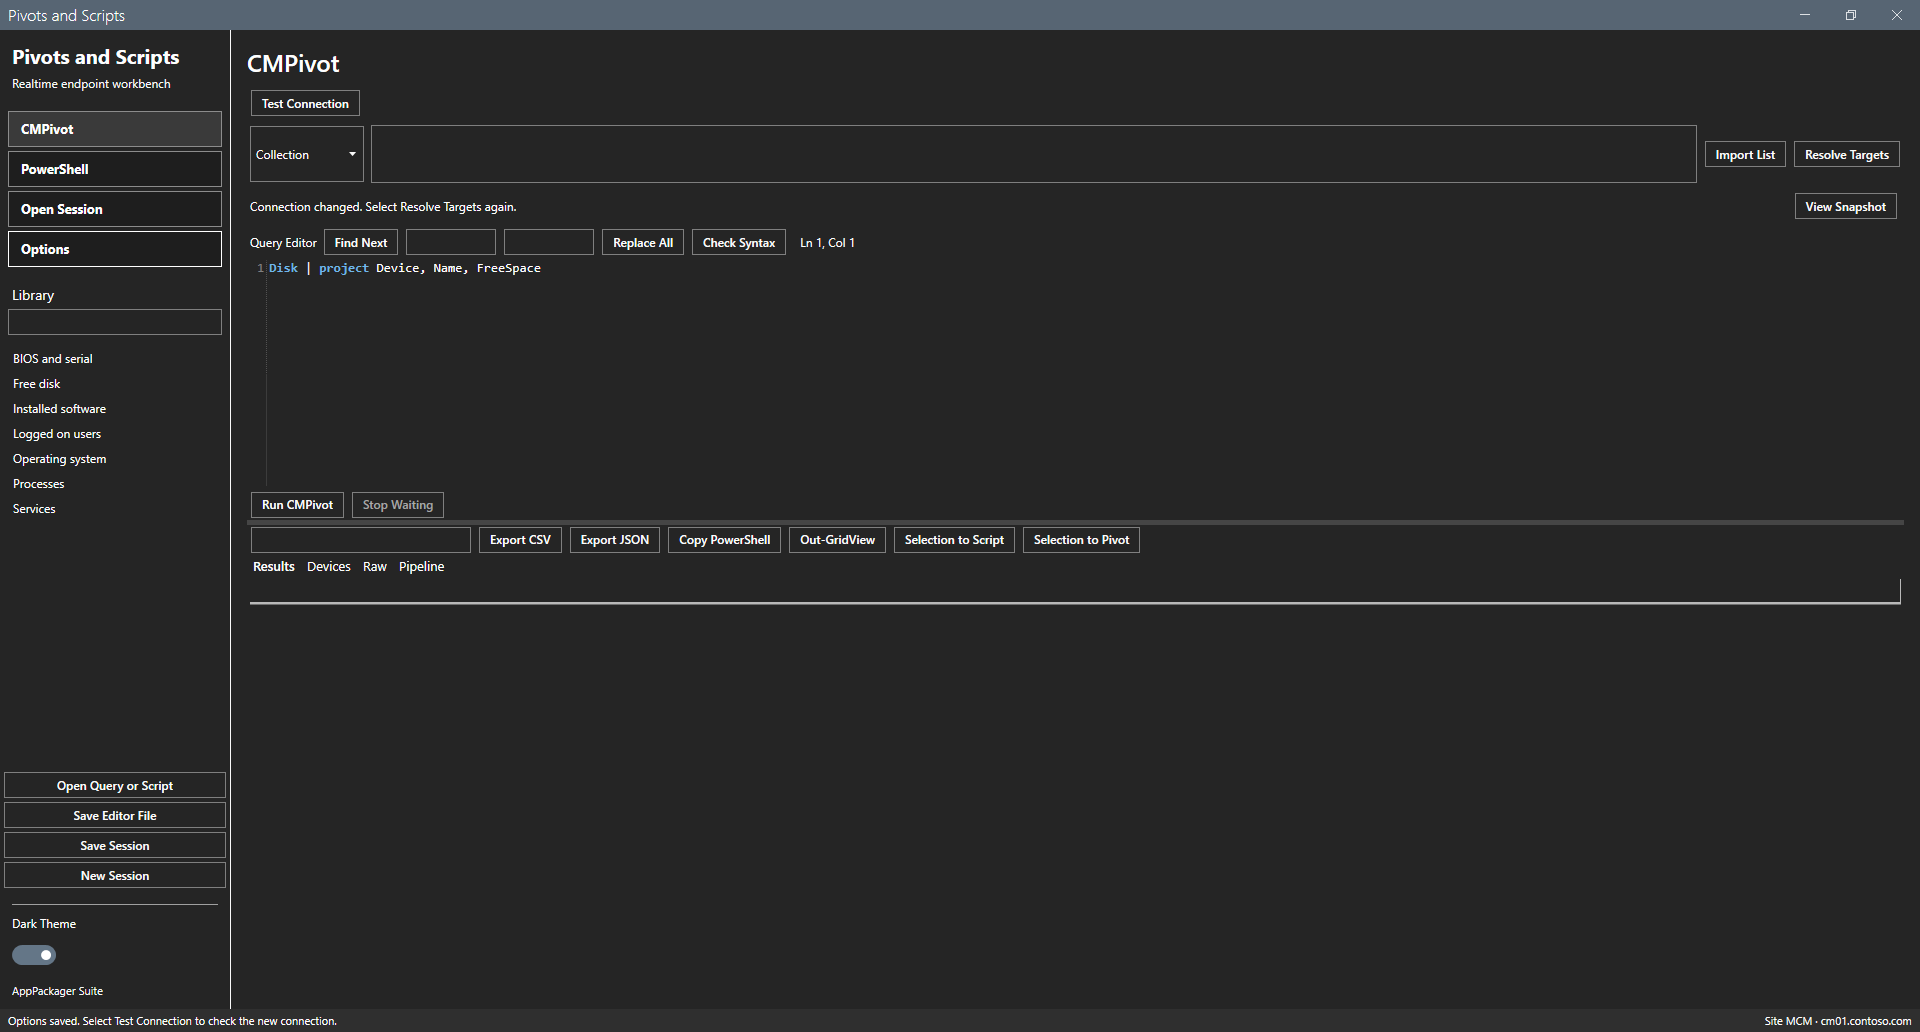 Pivots and Scripts
Pivots and Scripts
Realtime endpoint workbench
CMPivot
PowerShell
Open Session
Options
Library
BIOS and serial
Free disk
Installed software
Logged on users
Operating system
Processes
Services
Open Query or Script
Save Editor File
Save Session
New Session
Dark Theme
AppPackager Suite
CMPivot
Test Connection
Collection
Import List
Resolve Targets
Connection changed. Select Resolve Targets again.
View Snapshot
Query Editor
Find Next
Replace All
Check Syntax
Ln 1, Col 1
1 Disk | project Device, Name, FreeSpace
Run CMPivot
Stop Waiting
Export CSV
Export JSON
Copy PowerShell
Out-GridView
Selection to Script
Selection to Pivot
Results
Devices
Raw
Pipeline
Options saved. Select Test Connection to check the new connection.
Site MCM · cm01.contoso.com